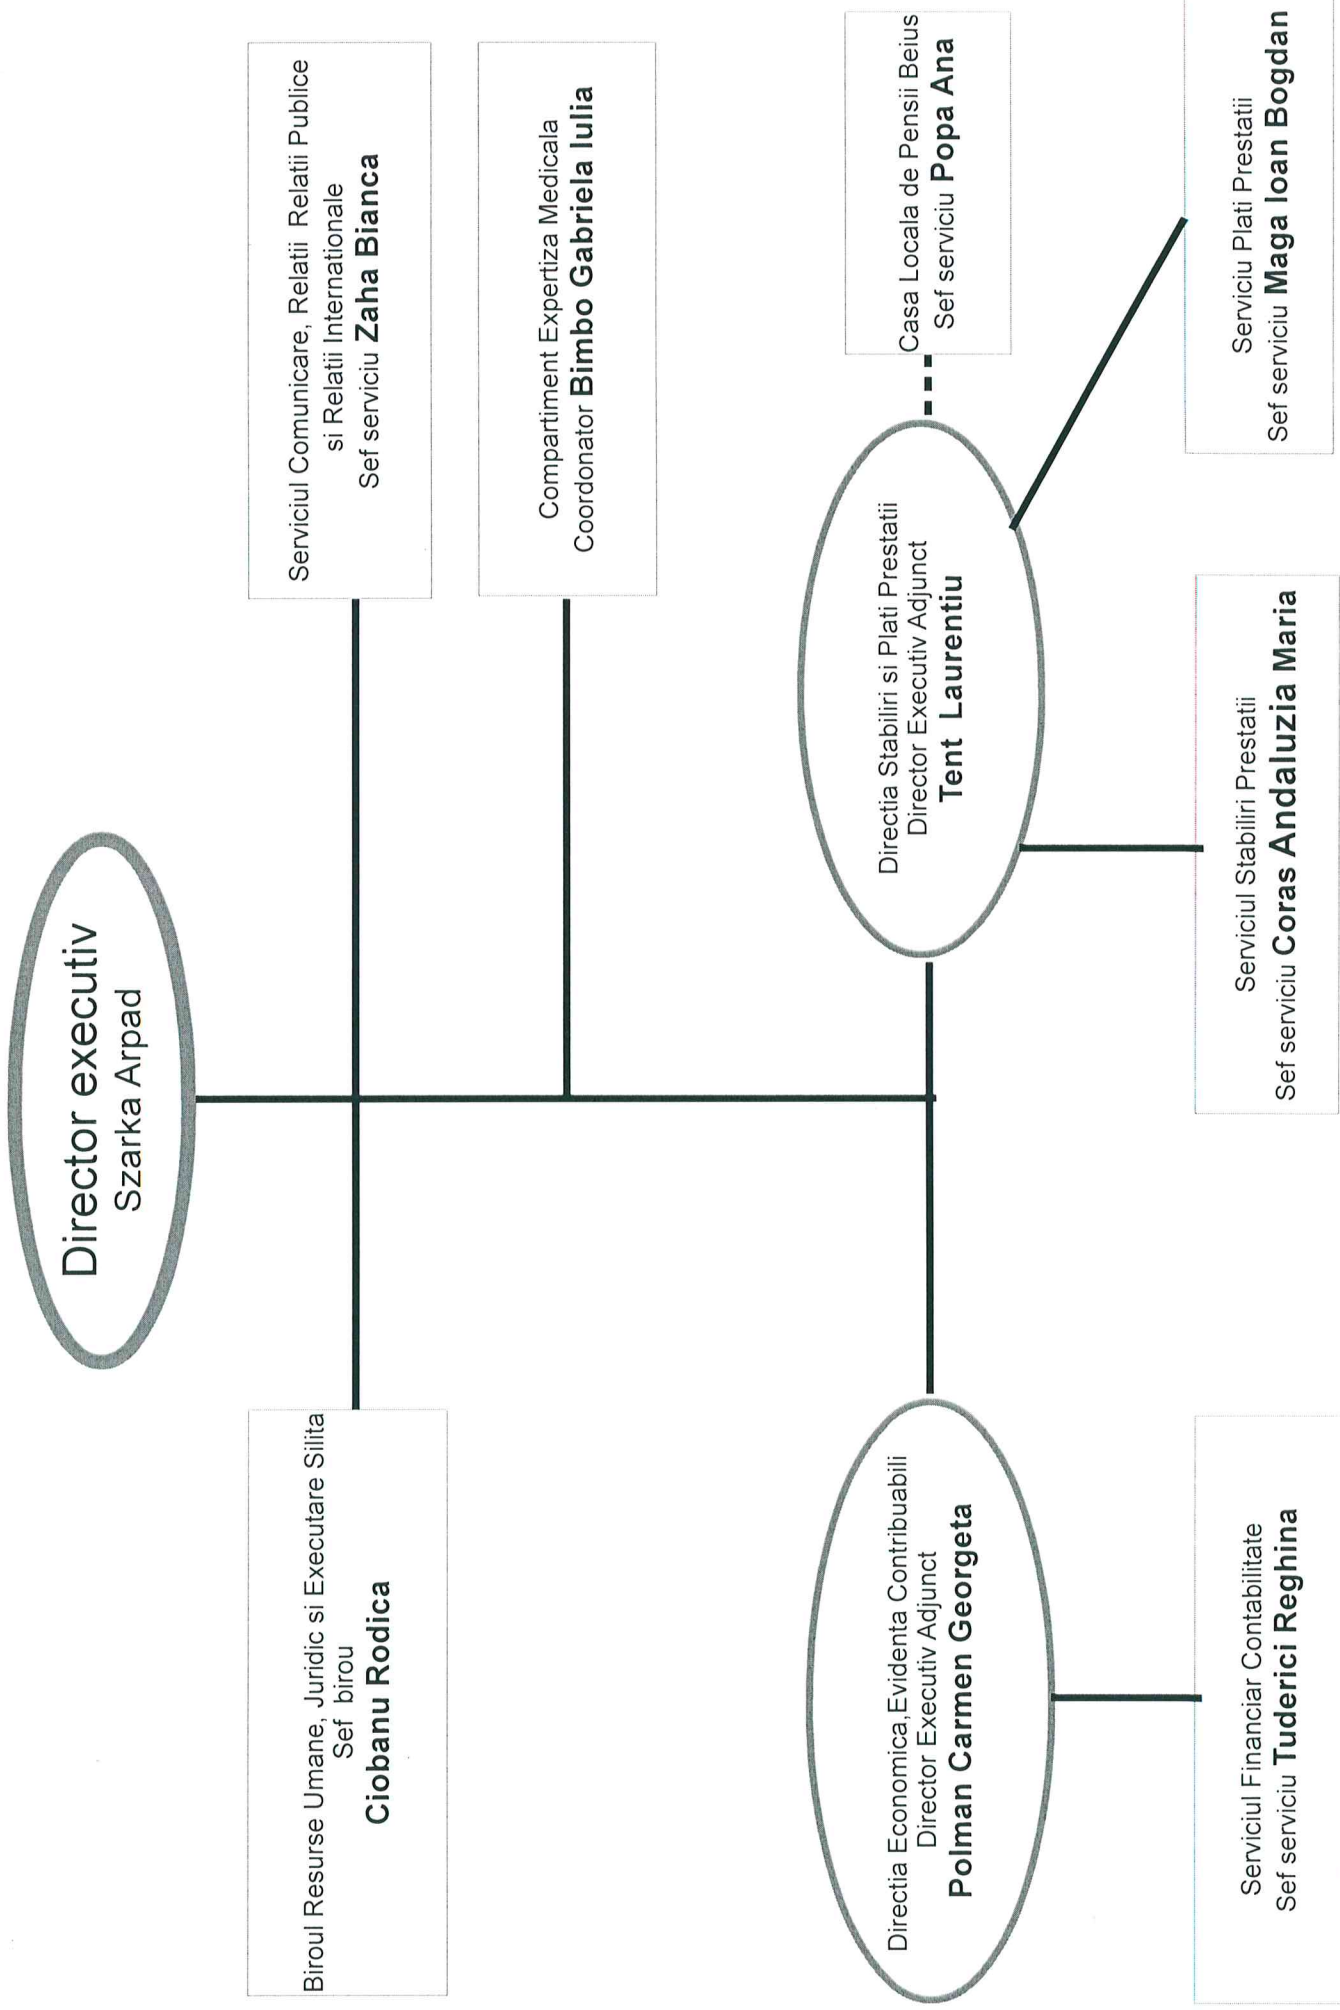 Director executiv
Szarka Arpad
Biroul Resurse Umane, Juridic si Executare Silita
Sef birou
Ciobanu Rodica
Serviciul Comunicare, Relatii Relatii Publice
si Relatii Internationale
Sef serviciu Zaha Bianca
Compartiment Expertiza Medicala
Coordonator Bimbo Gabriela Iulia
Directia Economica,Evidenta Contribuabili
Director Executiv Adjunct
Polman Carmen Georgeta
Directia Stabiliri si Plati Prestatii
Director Executiv Adjunct
Tent Laurentiu
Casa Locala de Pensii Beius
Sef serviciu Popa Ana
Serviciul Financiar Contabilitate
Sef serviciu Tuderici Reghina
Serviciul Stabiliri Prestatii
Sef serviciu Coras Andaluzia Maria
Serviciu Plati Prestatii
Sef serviciu Maga Ioan Bogdan